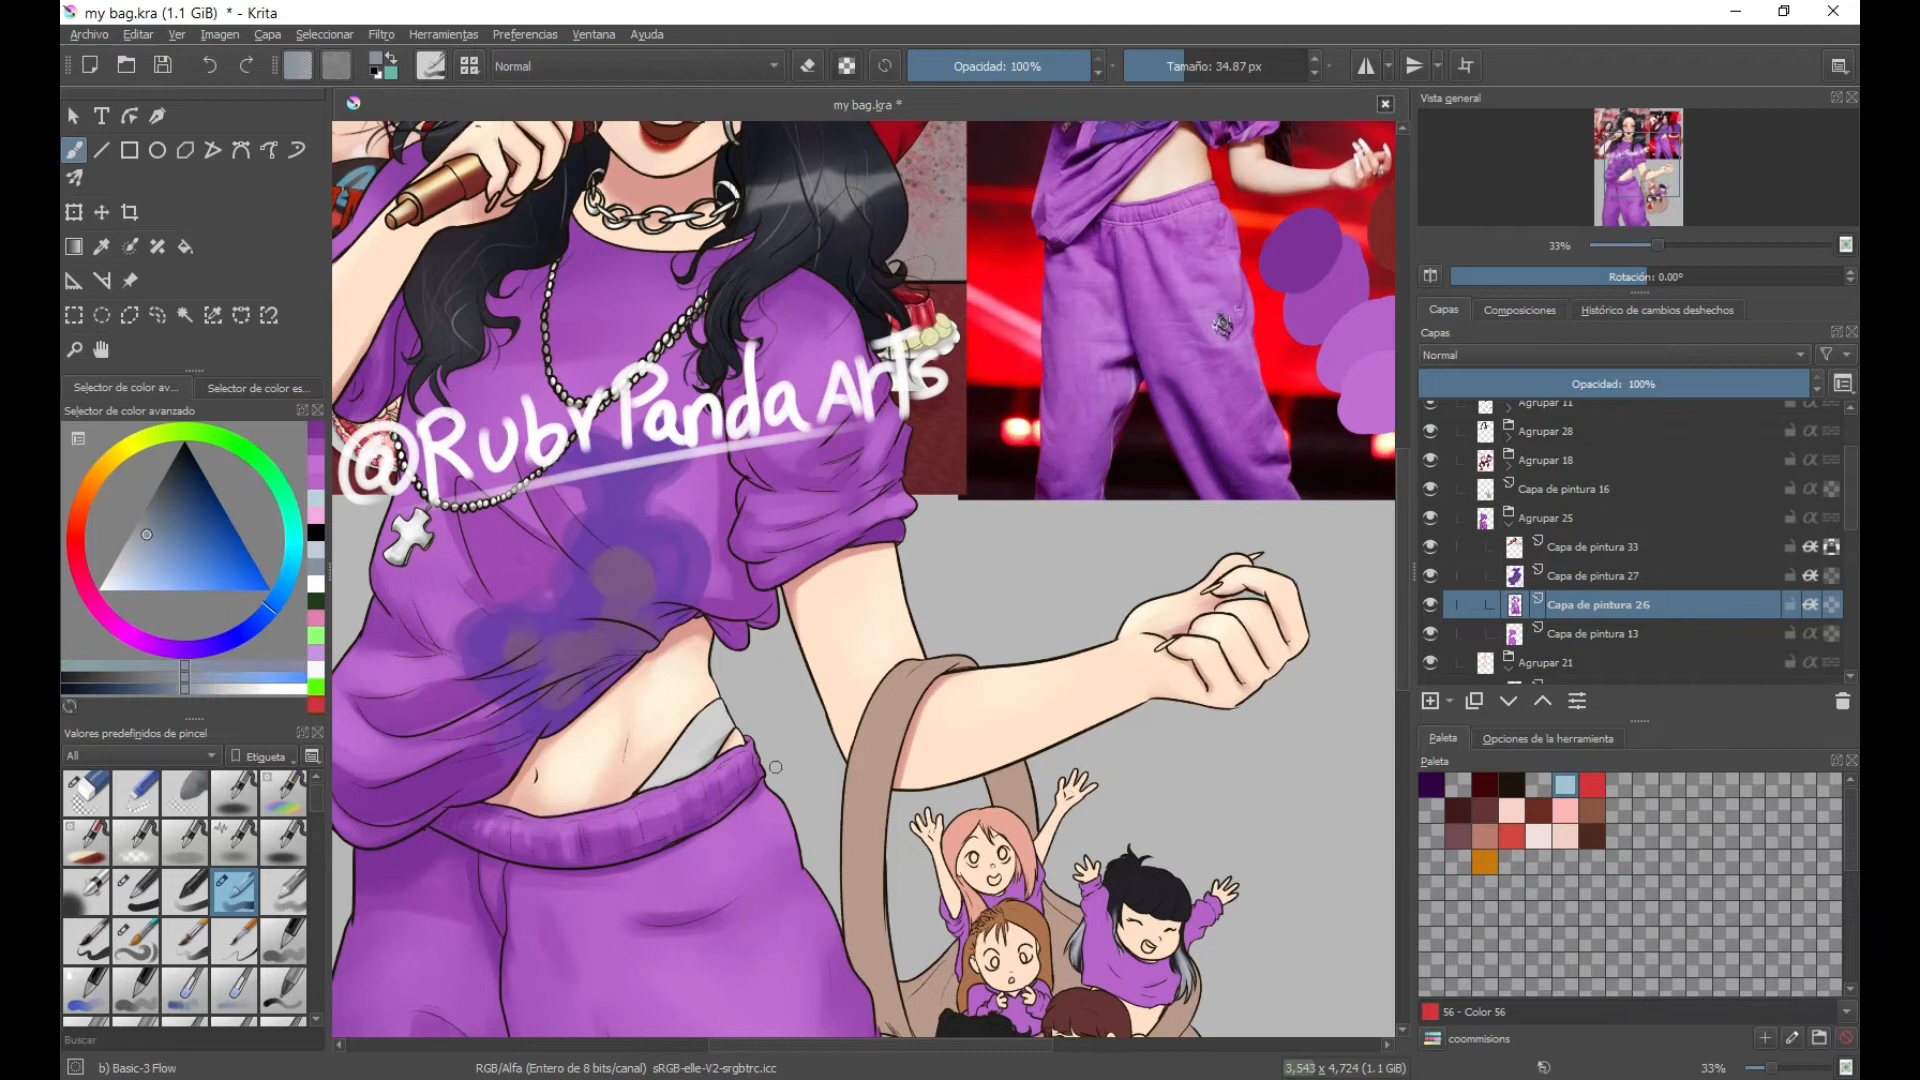 my bag.kra (1.1 GiB) * - Krita
Archivo Editar Ver Imagen Capa Seleccionar Filtro Herramientas Preferencias Ventana Ayuda
Normal
Opacidad: 100%
Tamaño: 34.87 px
my bag.kra *
Vista general
33%
Rotación: 0.00º
Capas Composiciones Histórico de cambios deshechos
Capas
Normal
Opacidad: 100%
Agrupar 11
Agrupar 28
Agrupar 18
Capa de pintura 16
Agrupar 25
Capa de pintura 33
Capa de pintura 27
Capa de pintura 26
Capa de pintura 13
Agrupar 21
Paleta Opciones de la herramienta
Paleta
56 - Color 56
coommisions
33%
Selector de color av... Selector de color es...
Selector de color avanzado
Valores predefinidos de pincel
All
Etiqueta
Buscar
@RubrPanda Arts
b) Basic-3 Flow
RGB/Alfa (Entero de 8 bits/canal) sRGB-elle-V2-srgbtrc.icc
3,543 x 4,724 (1.1 GiB)